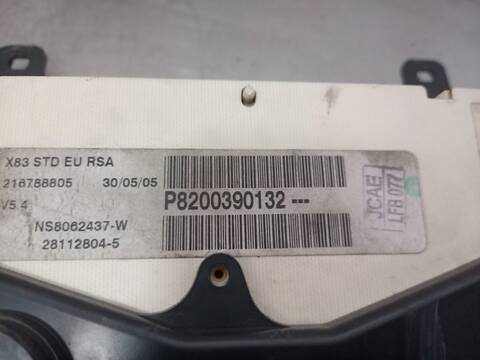 X83 STD EU RSA
216788805 30/05/05
V5.4
NS8062437-W
28112804-5
P8200390132---
JCAE
LFB 077